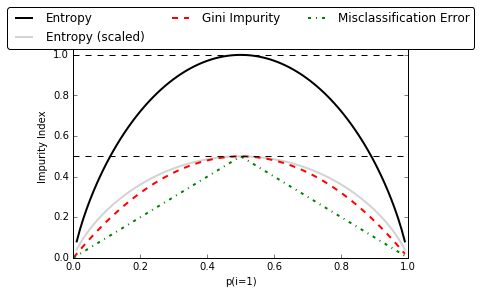 Entropy
Gini Impurity
Misclassification Error
Entropy (scaled)
1.0
0.8
0.6
0.4
0.2
0.0
Impurity Index
0.0 0.2 0.4 0.6 0.8 1.0
p(i=1)